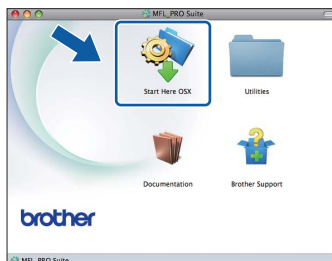 MFL_PRO Suite
Start Here OSX
Utilities
Documentation
Brother Support
brother
MFL_PRO Suite